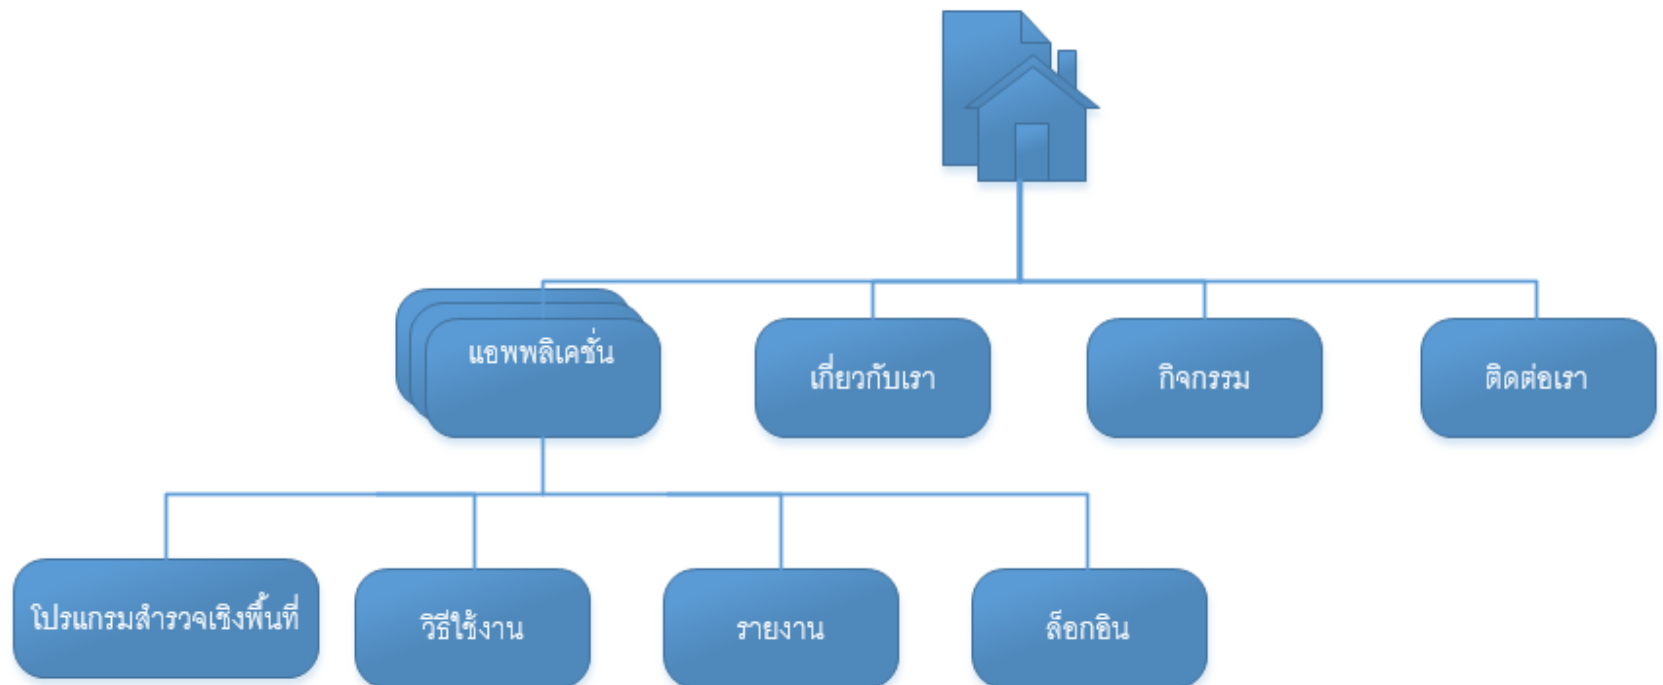 แอพพลิเคชั่น
เกี่ยวกับเรา
กิจกรรม
ติดต่อเรา
โปรแกรมสำรวจเชิงพื้นที่
วิธีใช้งาน
รายงาน
ล็อกอิน